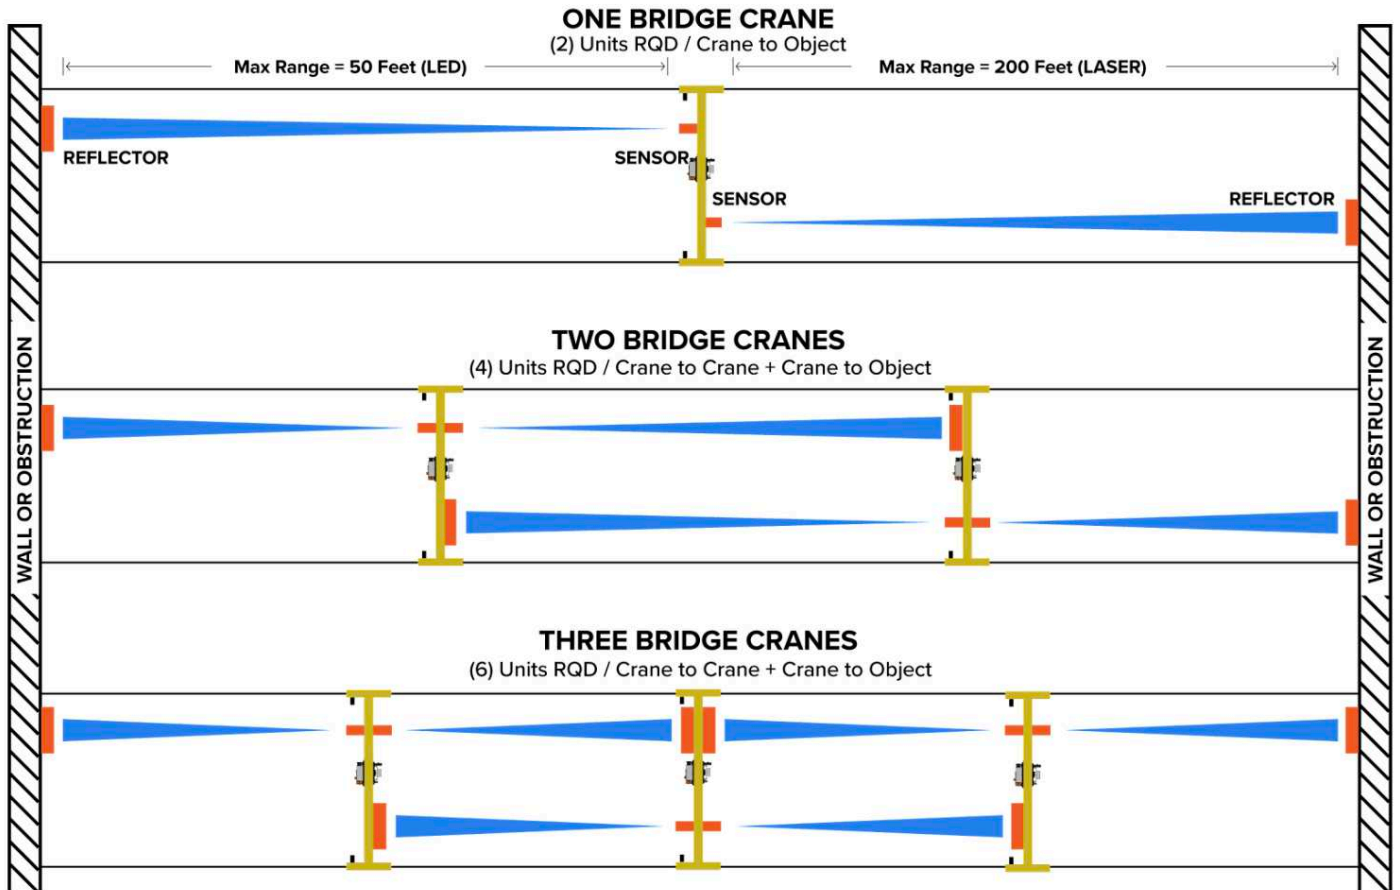 ONE BRIDGE CRANE
(2) Units RQD / Crane to Object
Max Range = 50 Feet (LED)
Max Range = 200 Feet (LASER)
REFLECTOR
SENSOR
SENSOR
REFLECTOR
WALL OR OBSTRUCTION
WALL OR OBSTRUCTION
TWO BRIDGE CRANES
(4) Units RQD / Crane to Crane + Crane to Object
THREE BRIDGE CRANES
(6) Units RQD / Crane to Crane + Crane to Object